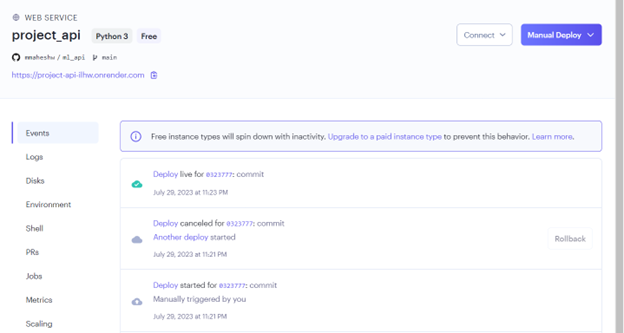 WEB SERVICE
project_api Python 3 Free
Connect
Manual Deploy
mmaheshw / ml_api main
https://project-api-ilhw.onrender.com
Events
Logs
Disks
Environment
Shell
PRs
Jobs
Metrics
Scaling
Free instance types will spin down with inactivity. Upgrade to a paid instance type to prevent this behavior. Learn more.
Deploy live for 0323777: commit
July 29, 2023 at 11:23 PM
Deploy canceled for 0323777: commit
Another deploy started
July 29, 2023 at 11:21 PM
Rollback
Deploy started for 0323777: commit
Manually triggered by you
July 29, 2023 at 11:21 PM